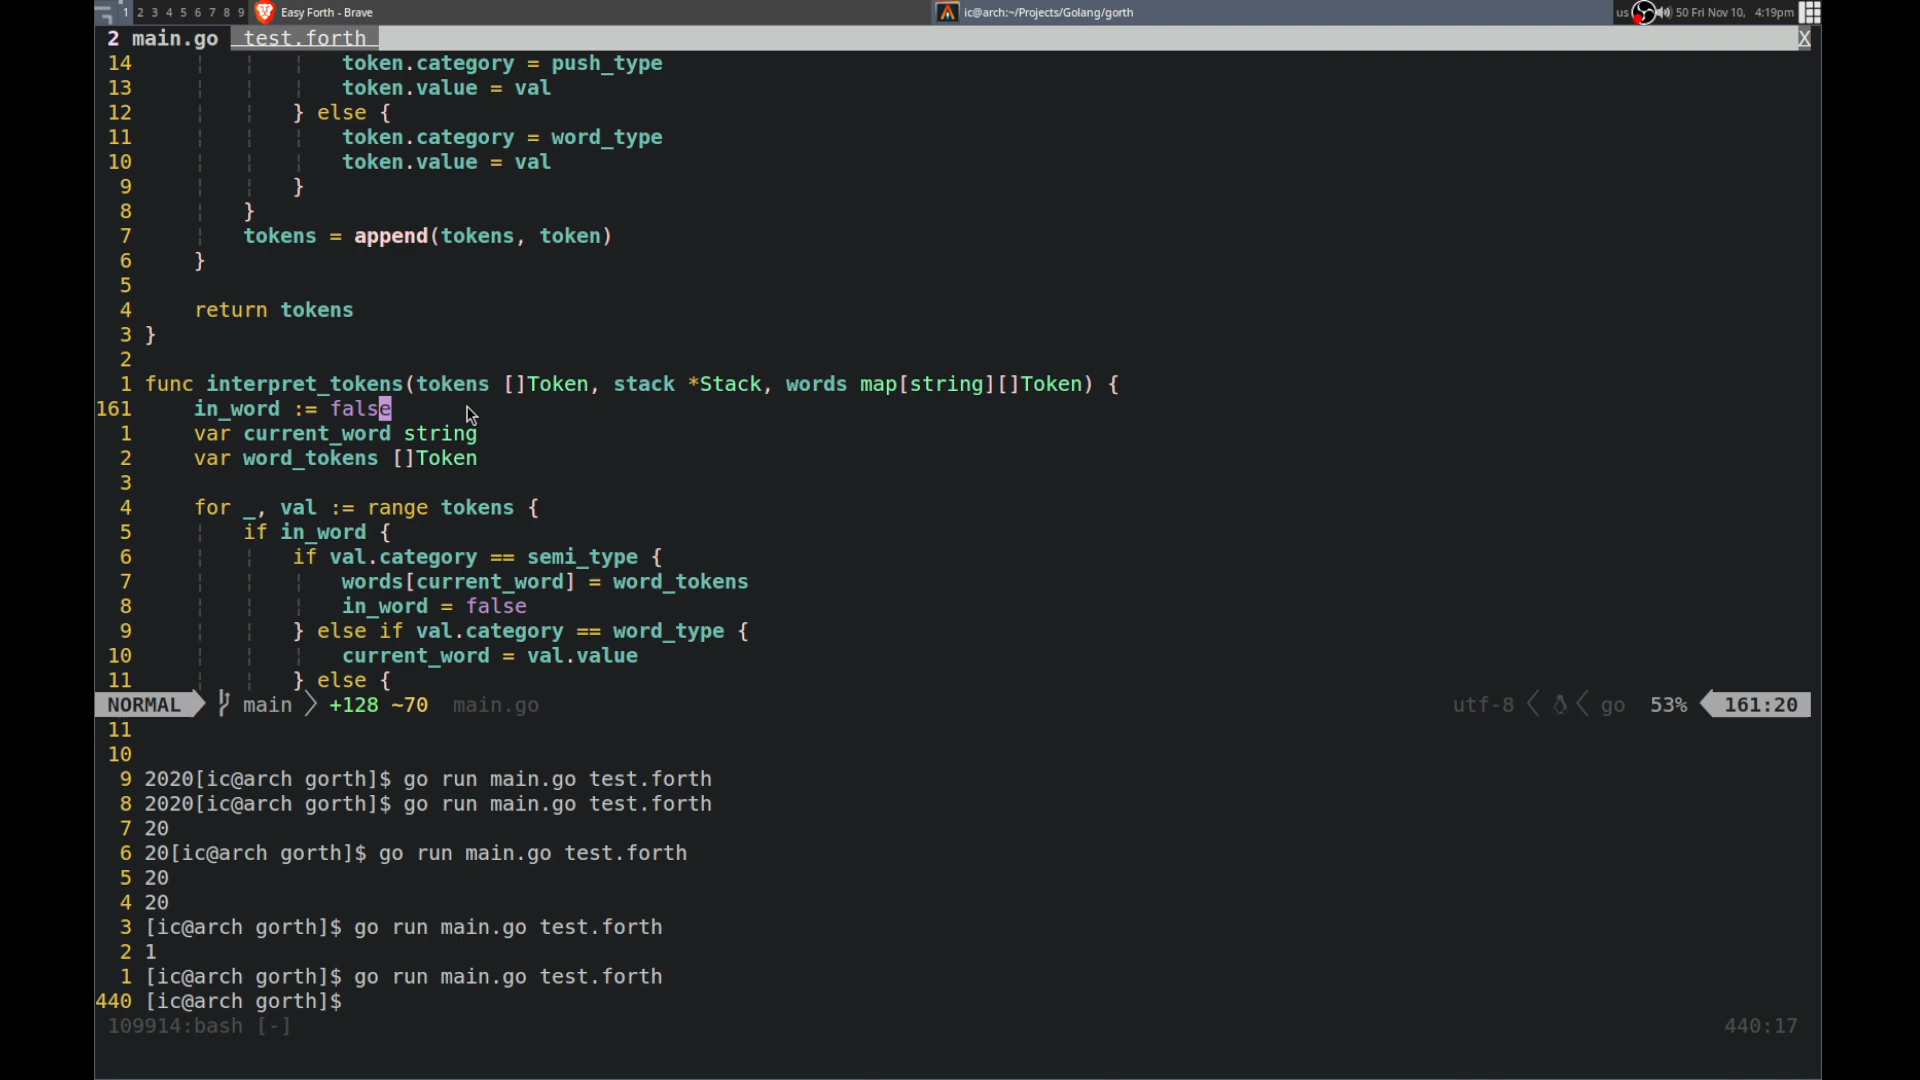 1 2 3 4 5 6 7 8 9 Easy Forth - Brave ic@arch:~/Projects/Golang/gorth us 50 Fri Nov 10, 4:19pm
2 main.go test.forth X
14 token.category = push_type
13 token.value = val
12 } else {
11 token.category = word_type
10 token.value = val
9 }
8 }
7 tokens = append(tokens, token)
6 }
5
4 return tokens
3 }
2
1 func interpret_tokens(tokens []Token, stack *Stack, words map[string][]Token) {
161 in_word := false
1 var current_word string
2 var word_tokens []Token
3
4 for _, val := range tokens {
5 if in_word {
6 if val.category == semi_type {
7 words[current_word] = word_tokens
8 in_word = false
9 } else if val.category == word_type {
10 current_word = val.value
11 } else {
NORMAL main +128 ~70 main.go utf-8 go 53% 161:20
11
10
9 2020[ic@arch gorth]$ go run main.go test.forth
8 2020[ic@arch gorth]$ go run main.go test.forth
7 20
6 20[ic@arch gorth]$ go run main.go test.forth
5 20
4 20
3 [ic@arch gorth]$ go run main.go test.forth
2 1
1 [ic@arch gorth]$ go run main.go test.forth
440 [ic@arch gorth]$
109914:bash [-] 440:17